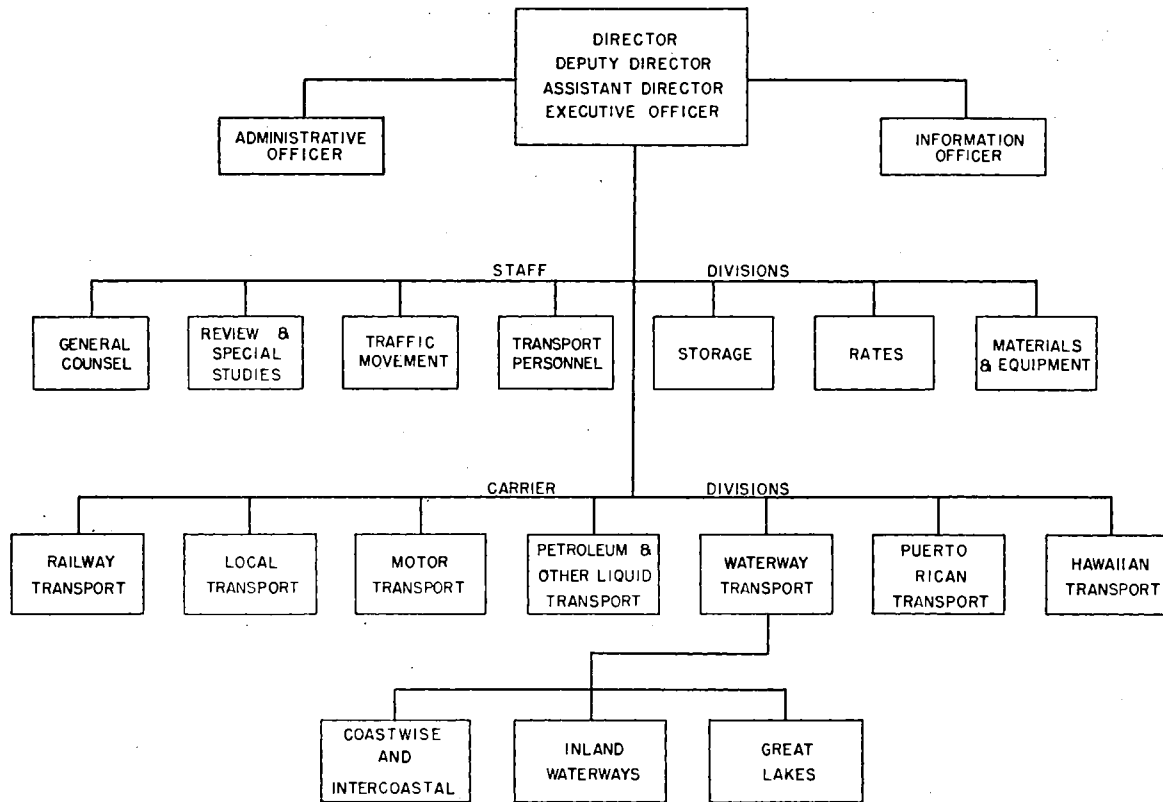 DIRECTOR
DEPUTY DIRECTOR
ASSISTANT DIRECTOR
EXECUTIVE OFFICER
ADMINISTRATIVE
OFFICER
INFORMATION
OFFICER
STAFF DIVISIONS
GENERAL
COUNSEL
REVIEW &
SPECIAL
STUDIES
TRAFFIC
MOVEMENT
TRANSPORT
PERSONNEL
STORAGE
RATES
MATERIALS
& EQUIPMENT
CARRIER DIVISIONS
RAILWAY
TRANSPORT
LOCAL
TRANSPORT
MOTOR
TRANSPORT
PETROLEUM &
OTHER LIQUID
TRANSPORT
WATERWAY
TRANSPORT
PUERTO
RICAN
TRANSPORT
HAWAIIAN
TRANSPORT
COASTWISE
AND
INTERCOASTAL
INLAND
WATERWAYS
GREAT
LAKES